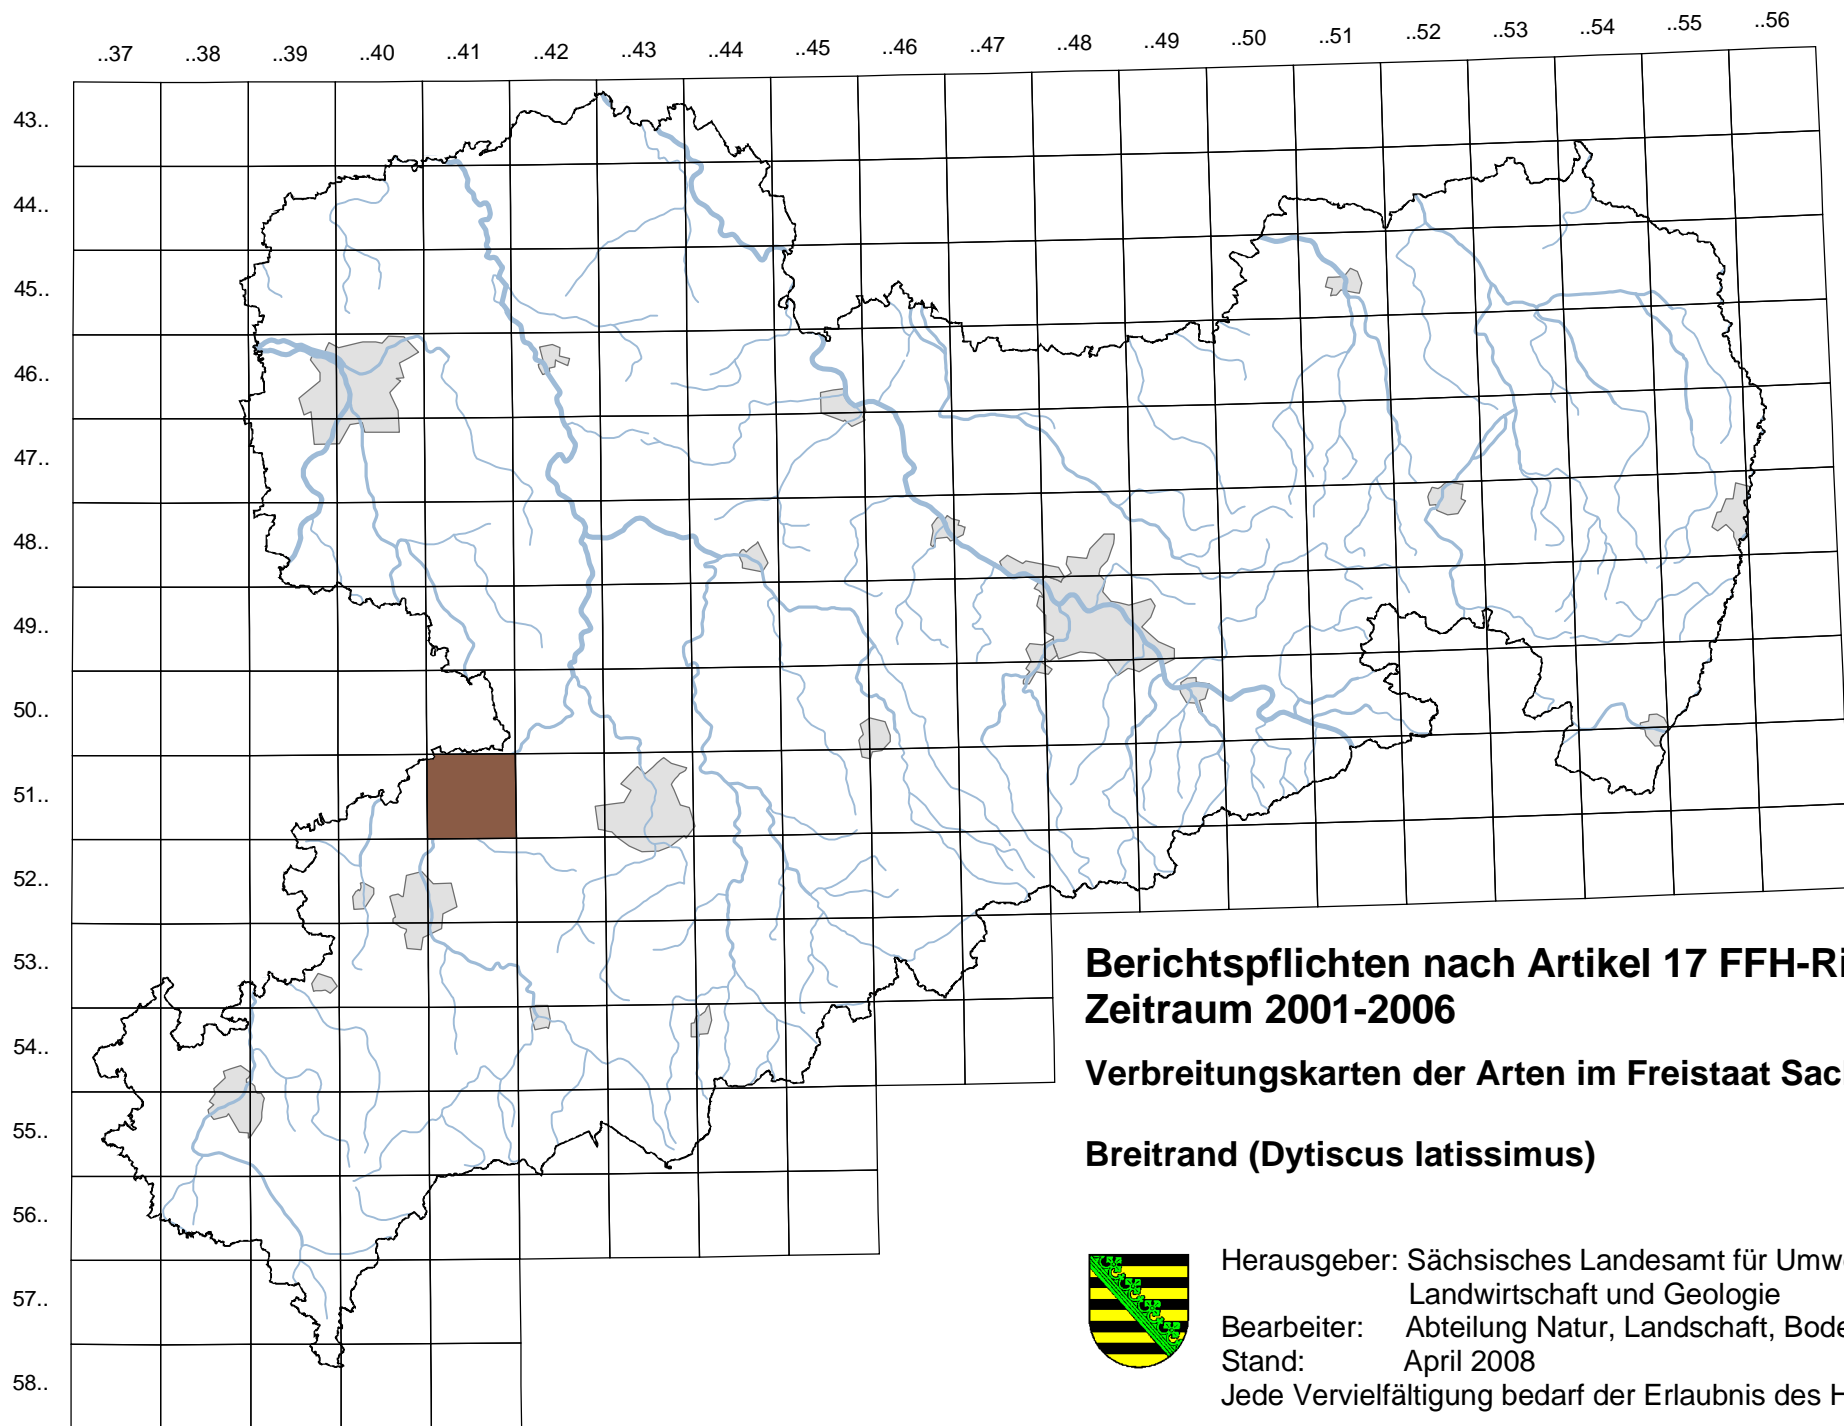 ..37 ..38 ..39 ..40 ..41 ..42 ..43 ..44 ..45 ..46 ..47 ..48 ..49 ..50 ..51 ..52 ..53 ..54 ..55 ..56
43..
44..
45..
46..
47..
48..
49..
50..
51..
52..
53..
54..
55..
56..
57..
58..
Berichtspflichten nach Artikel 17 FFH-Ri
Zeitraum 2001-2006
Verbreitungskarten der Arten im Freistaat Sac
Breitrand (Dytiscus latissimus)
Herausgeber: Sächsisches Landesamt für Umw
Landwirtschaft und Geologie
Bearbeiter: Abteilung Natur, Landschaft, Bode
Stand: April 2008
Jede Vervielfältigung bedarf der Erlaubnis des H